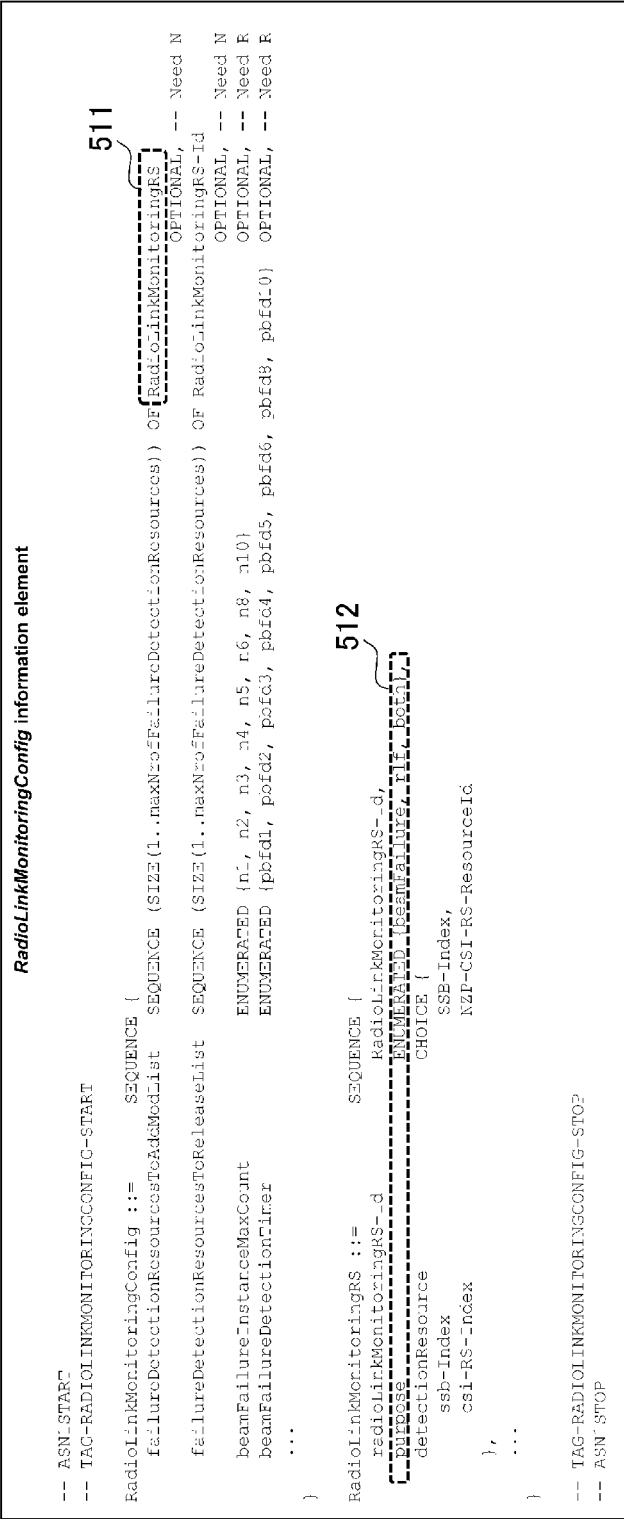 RadioLinkMonitoringConfig information element
-- ASN1START
-- TAG-RADIOLINKMONITORINGCONFIG-START
RadioLinkMonitoringConfig ::= SEQUENCE {
failureDetectionResourcesToAddModList SEQUENCE (SIZE(1..maxNrofFailureDetectionResources)) OF RadioLinkMonitoringRS
511
OPTIONAL, -- Need N
failureDetectionResourcesToReleaseList SEQUENCE (SIZE(1..maxNrofFailureDetectionResources)) OF RadioLinkMonitoringRS-Id
OPTIONAL, -- Need N
beamFailureInstanceMaxCount ENUMERATED {n1, n2, n3, n4, n5, n6, n8, n10} OPTIONAL, -- Need R
beamFailureDetectionTimer ENUMERATED {pbfd1, pbfd2, pbfd3, pbfd4, pbfd5, pbfd6, pbfd8, pbfd10} OPTIONAL, -- Need R
...
}
RadioLinkMonitoringRS ::= SEQUENCE {
radioLinkMonitoringRS-Id RadioLinkMonitoringRS-Id,
512
purpose ENUMERATED {beamFailure, rlf, both},
detectionResource CHOICE {
ssb-Index SSB-Index,
csi-RS-Index NZP-CSI-RS-ResourceId
},
...
}
-- TAG-RADIOLINKMONITORINGCONFIG-STOP
-- ASN1STOP